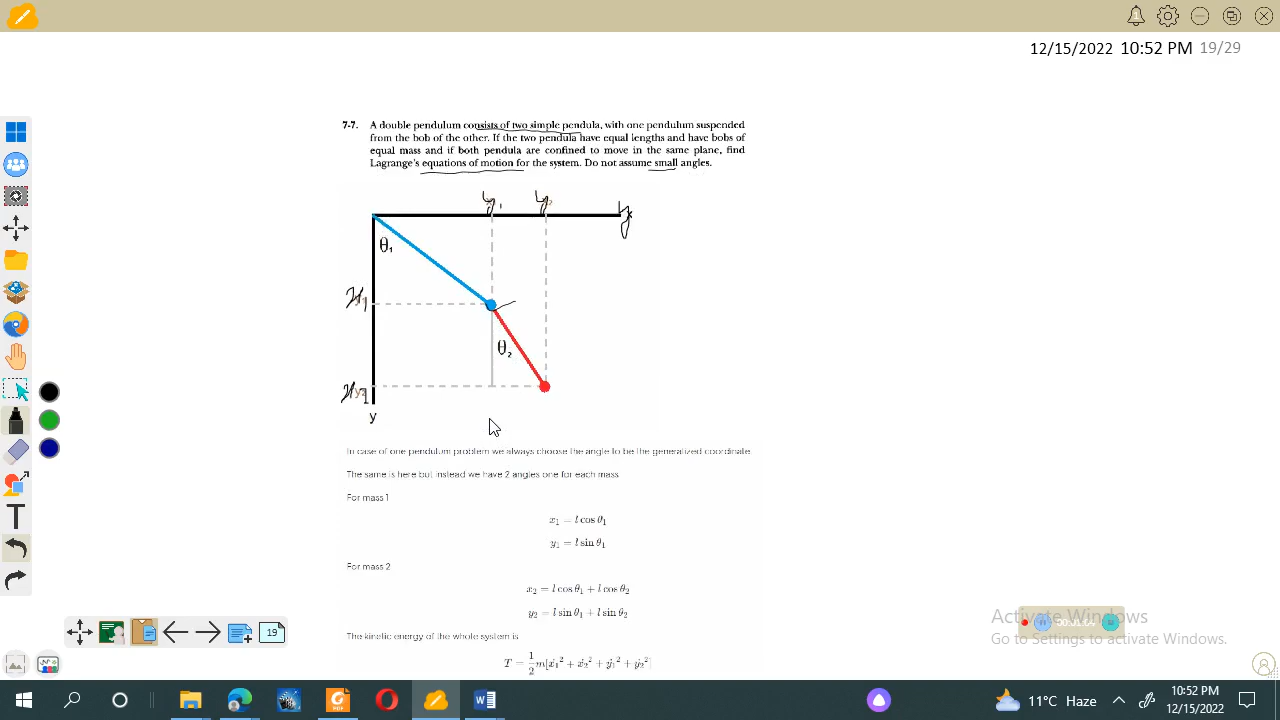 12/15/2022 10:52 PM 19/29
7-7. A double pendulum consists of two simple pendula, with one pendulum suspended
from the bob of the other. If the two pendula have equal lengths and have bobs of
equal mass and if both pendula are confined to move in the same plane, find
Lagrange's equations of motion for the system. Do not assume small angles.
y₁ y₂ y
θ₁
x₁
θ₂
y
In case of one pendulum problem we always choose the angle to be the generalized coordinate
The same is here but instead we have 2 angles one for each mass
For mass 1
x₁ = l cos θ₁
y₁ = l sin θ₁
For mass 2
x₂ = l cos θ₁ + l cos θ₂
y₂ = l sin θ₁ + l sin θ₂
The kinetic energy of the whole system is
T = 1/2 m[ẋ₁² + ẋ₂² + ẏ₁² + ẏ₂²]
T
19
Activate Windows
Go to Settings to activate Windows.
11°C Haze
10:52 PM
12/15/2022